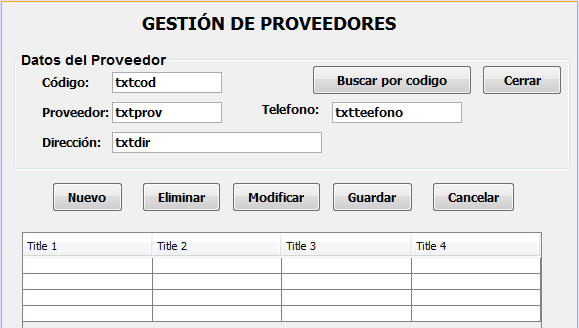 GESTIÓN DE PROVEEDORES
Datos del Proveedor
Código: txtcod Buscar por codigo Cerrar
Proveedor: txtprov Telefono: txtteefono
Dirección: txtdir
Nuevo Eliminar Modificar Guardar Cancelar
Title 1 Title 2 Title 3 Title 4